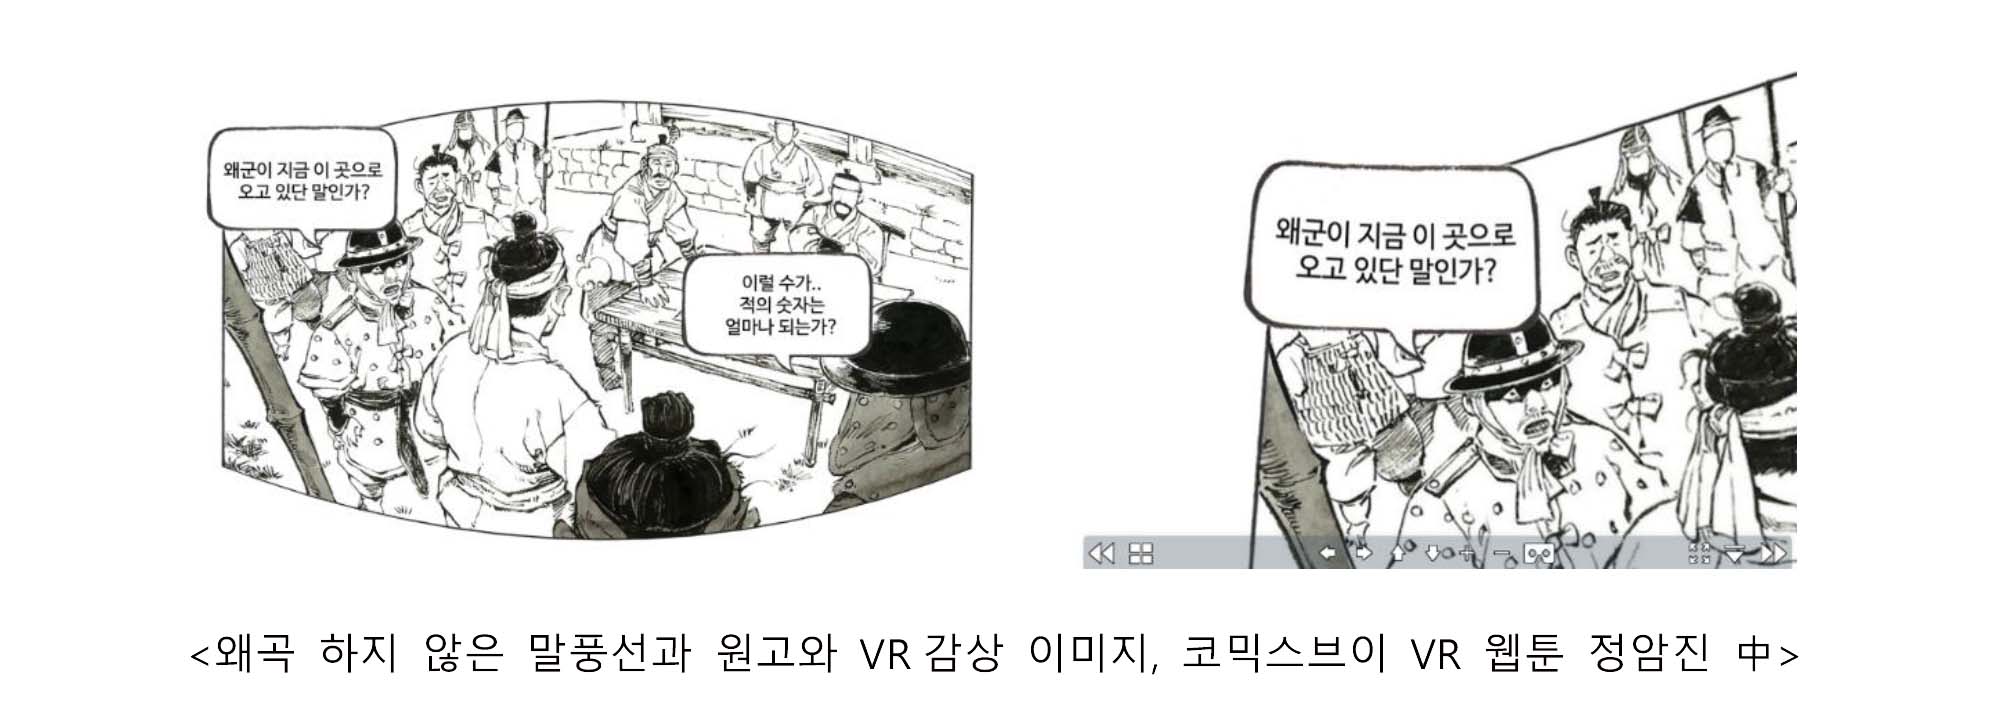 왜군이 지금 이 곳으로
오고 있단 말인가?
이럴 수가..
적의 숫자는
얼마나 되는가?
왜군이 지금 이 곳으로
오고 있단 말인가?
<왜곡 하지 않은 말풍선과 원고와 VR 감상 이미지, 코믹스브이 VR 웹툰 정암진 中>